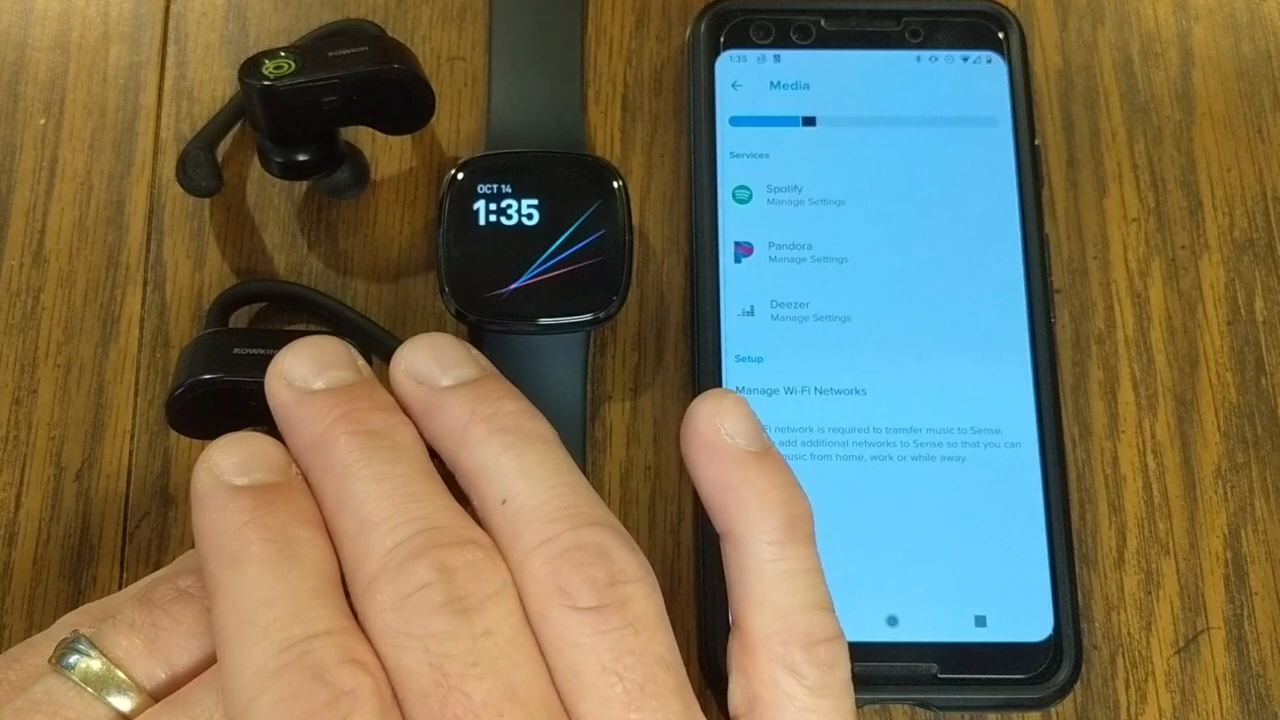 ROWKIN
OCT 14
1:35
ROWKIN
1:35
Media
Services
Spotify
Manage Settings
Pandora
Manage Settings
Deezer
Manage Settings
Setup
Manage Wi-Fi Networks
Fi network is required to transfer music to Sense.
add additional networks to Sense so that you can
music from home, work or while away.